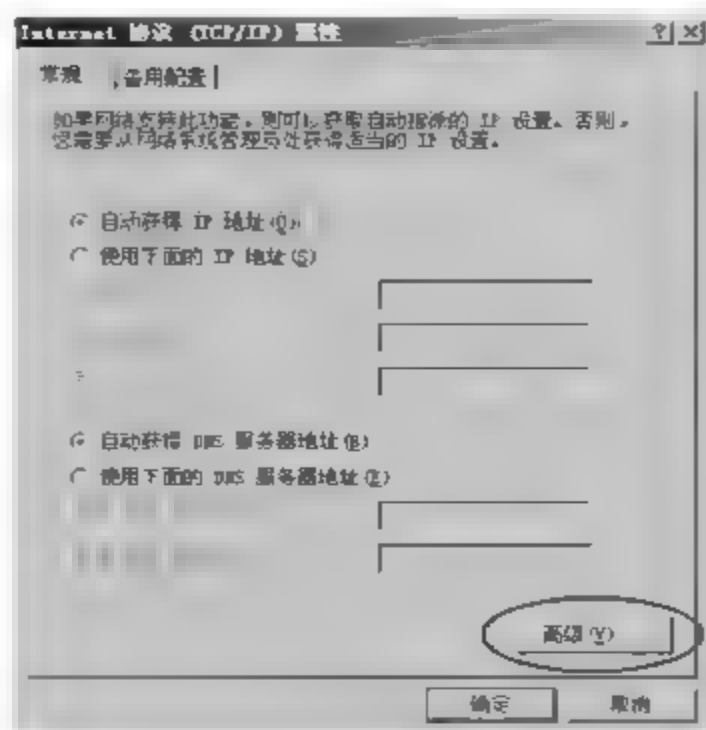 Internet 协议 (TCP/IP) 属性
常规 备用配置
如果网络支持此功能，则可以获取自动指派的 IP 设置。否则，
您需要从网络系统管理员处获得适当的 IP 设置。
自动获得 IP 地址(O)
使用下面的 IP 地址(S)
自动获得 DNS 服务器地址(B)
使用下面的 DNS 服务器地址(E)
高级(V)
确定 取消